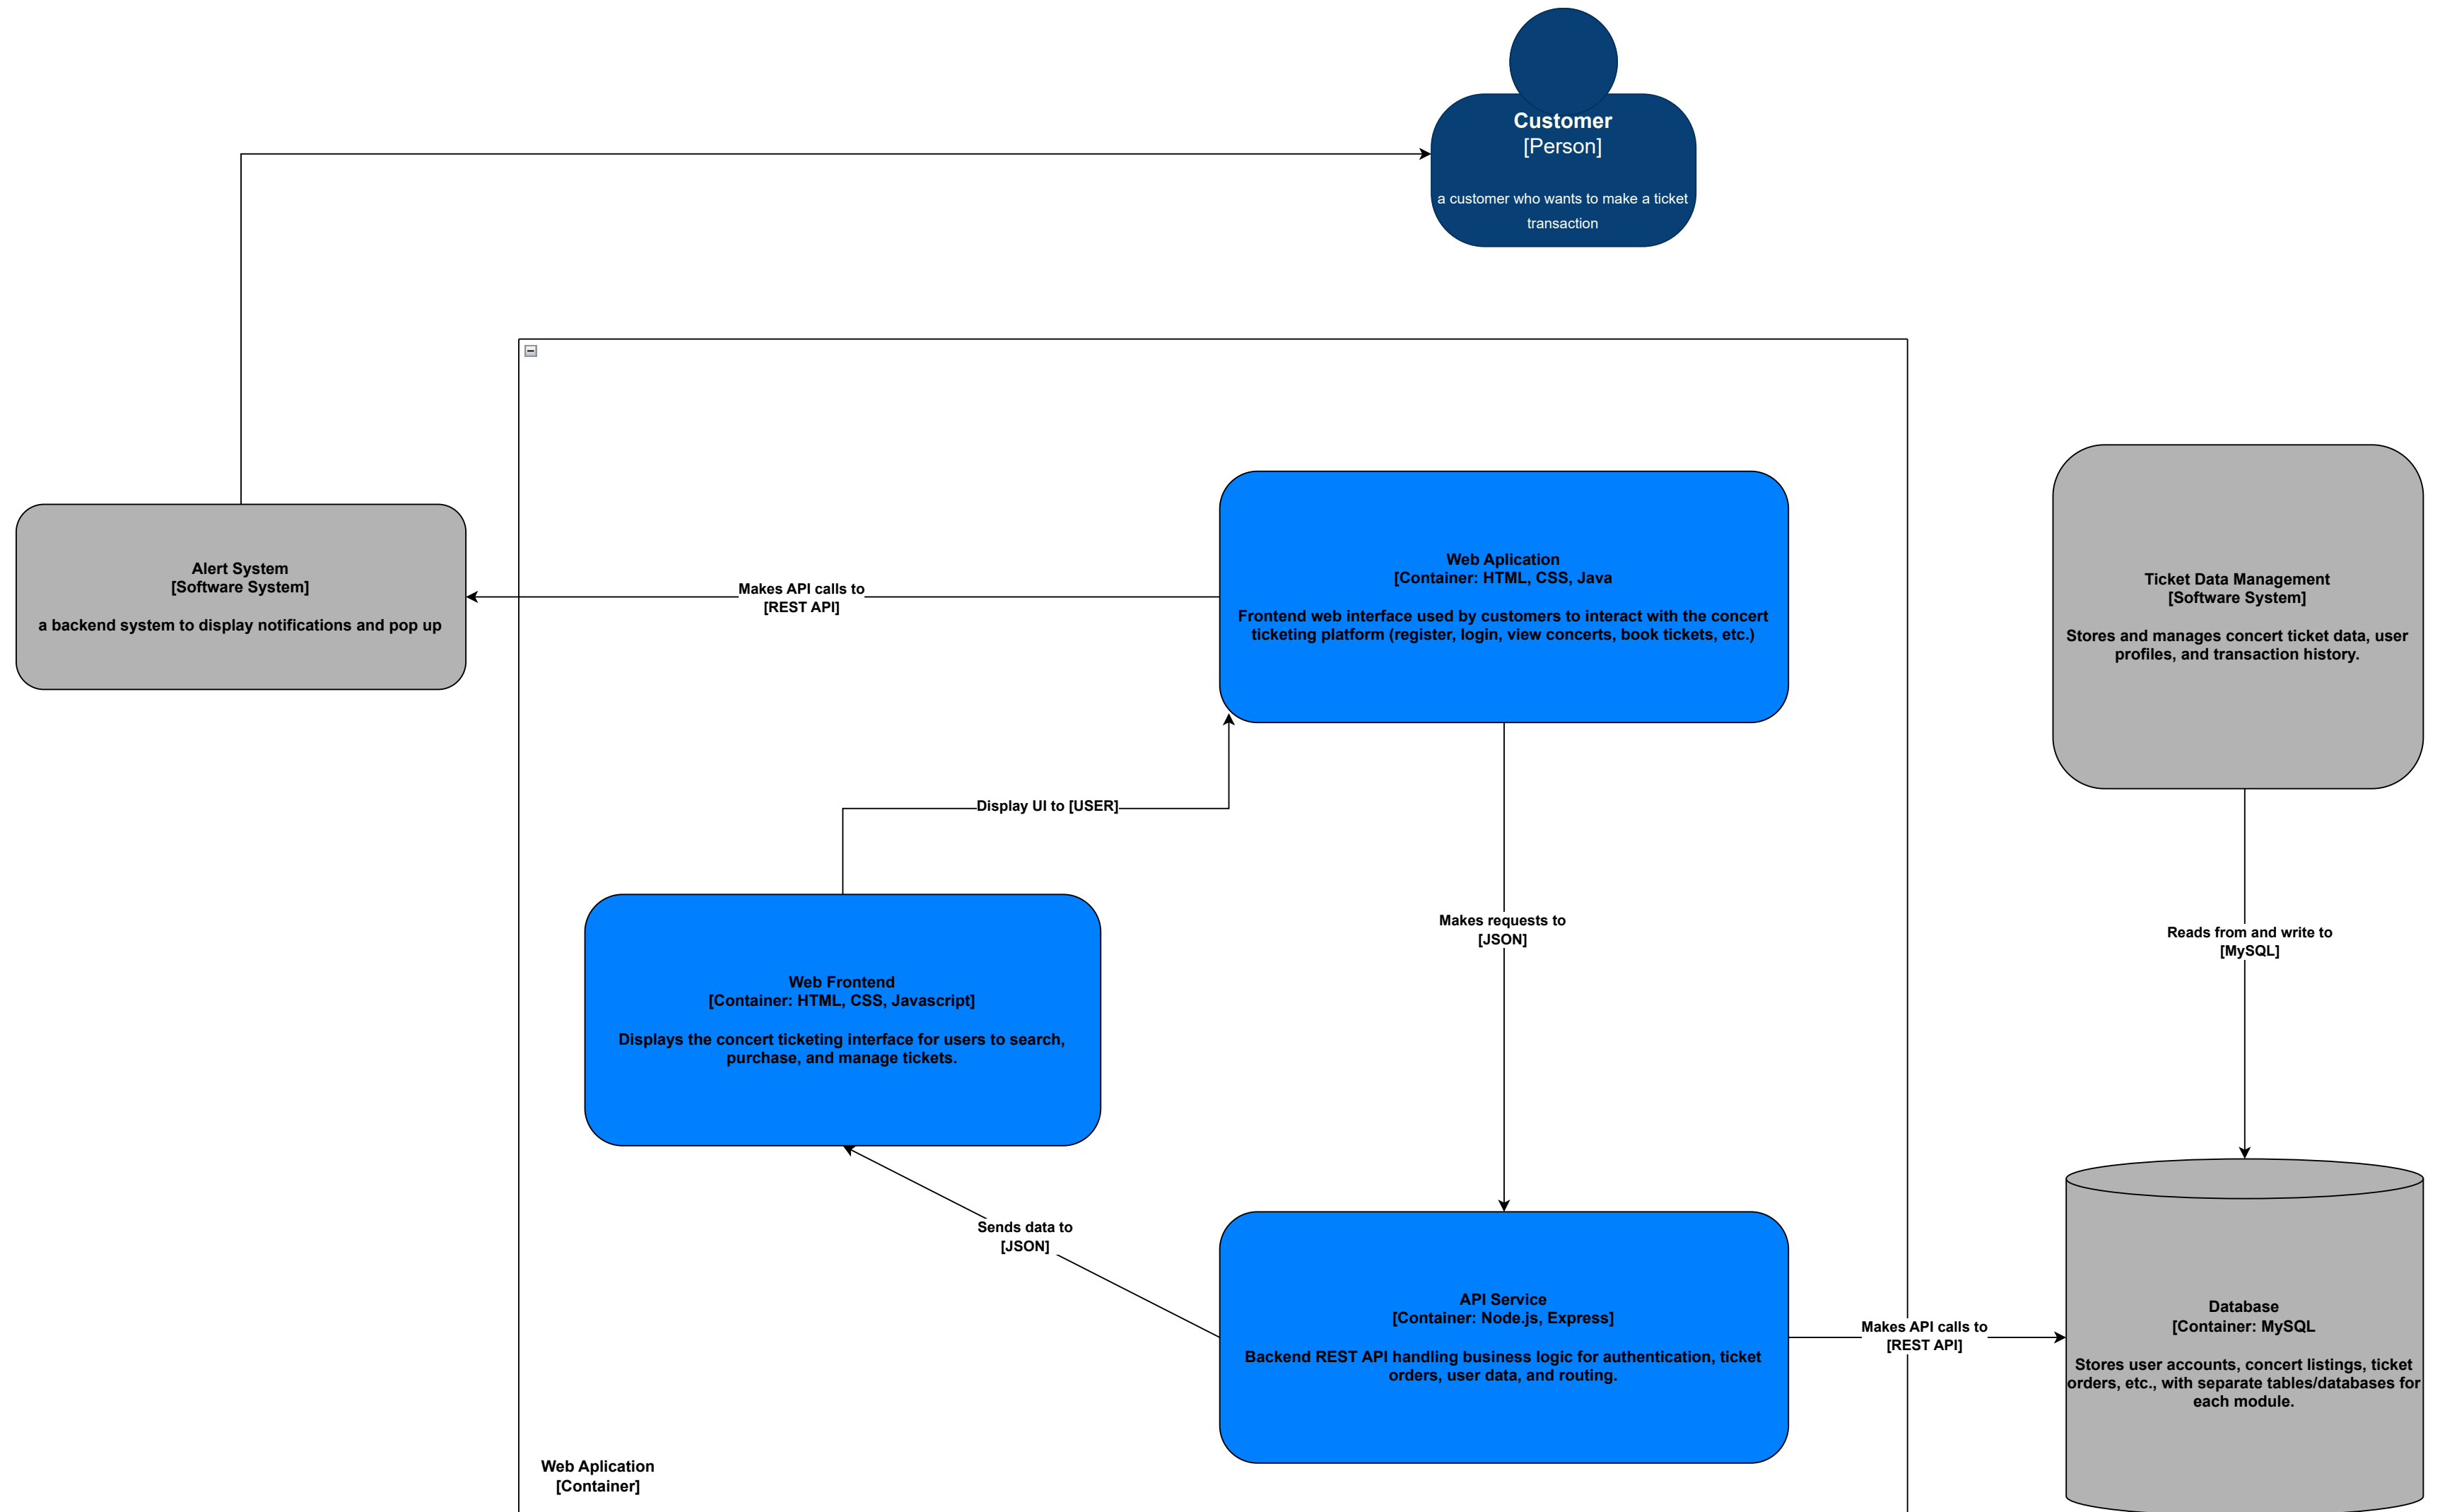 Customer
[Person]
a customer who wants to make a ticket
transaction
Alert System
[Software System]
a backend system to display notifications and pop up
Makes API calls to
[REST API]
Web Aplication
[Container: HTML, CSS, Java
Frontend web interface used by customers to interact with the concert
ticketing platform (register, login, view concerts, book tickets, etc.)
Ticket Data Management
[Software System]
Stores and manages concert ticket data, user
profiles, and transaction history.
Display UI to [USER]
Makes requests to
[JSON]
Reads from and write to
[MySQL]
Web Frontend
[Container: HTML, CSS, Javascript]
Displays the concert ticketing interface for users to search,
purchase, and manage tickets.
Sends data to
[JSON]
API Service
[Container: Node.js, Express]
Backend REST API handling business logic for authentication, ticket
orders, user data, and routing.
Makes API calls to
[REST API]
Database
[Container: MySQL
Stores user accounts, concert listings, ticket
orders, etc., with separate tables/databases for
each module.
Web Aplication
[Container]